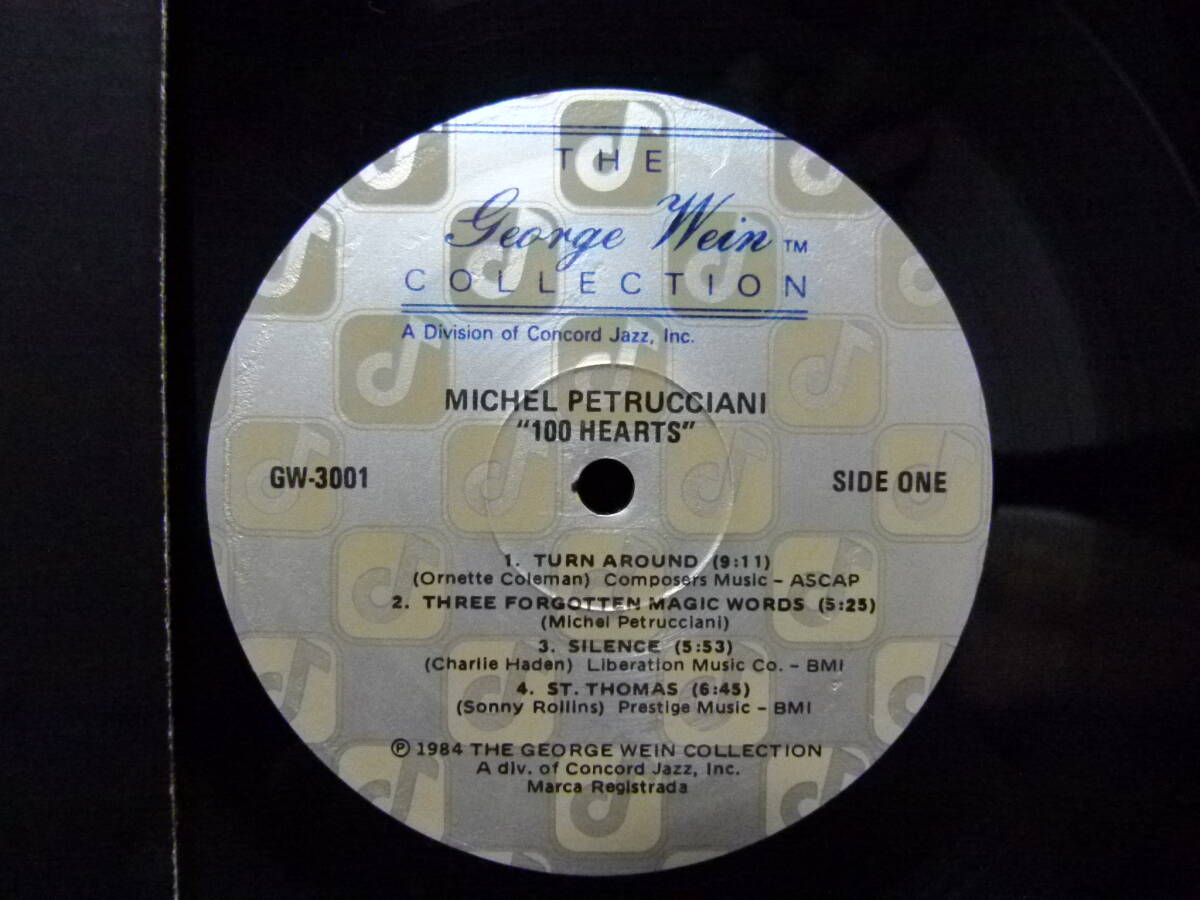 THE
George Wein™
COLLECTION
A Division of Concord Jazz, Inc.
MICHEL PETRUCCIANI
"100 HEARTS"
GW-3001 SIDE ONE
1. TURN AROUND (9:11)
(Ornette Coleman) Composers Music – ASCAP
2. THREE FORGOTTEN MAGIC WORDS (5:25)
(Michel Petrucciani)
3. SILENCE (5:53)
(Charlie Haden) Liberation Music Co. – BMI
4. ST. THOMAS (6:45)
(Sonny Rollins) Prestige Music – BMI
℗ 1984 THE GEORGE WEIN COLLECTION
A div. of Concord Jazz, Inc.
Marca Registrada